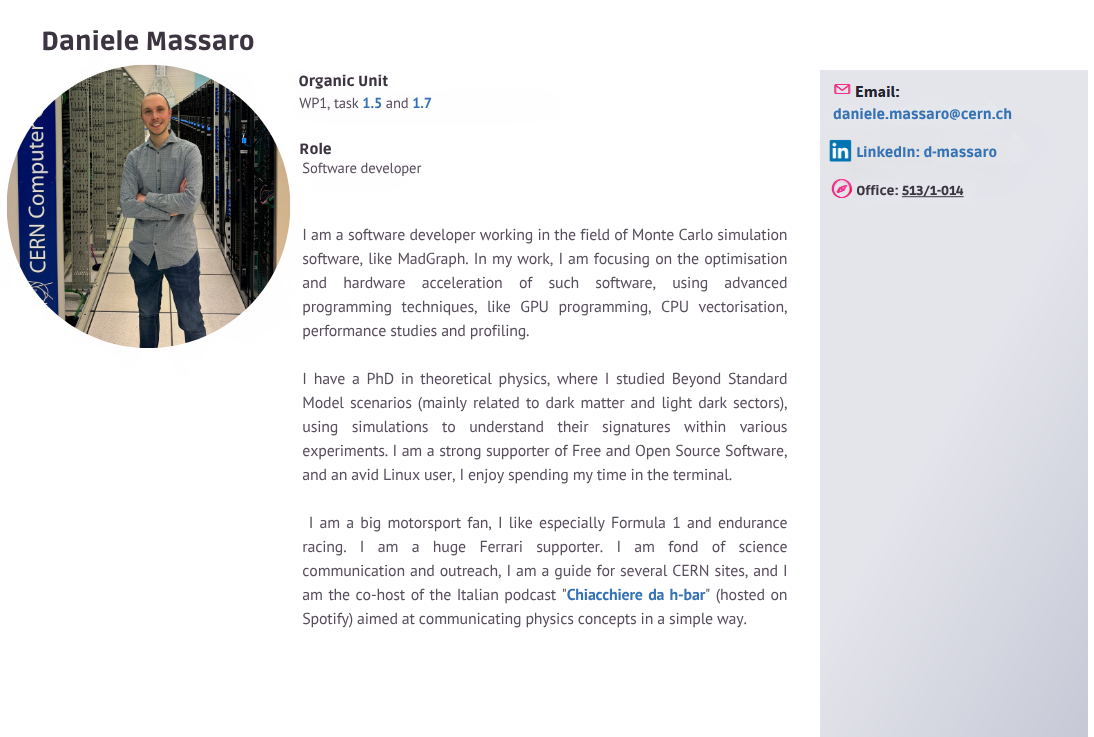 Daniele Massaro
CERN Computer
Organic Unit
WP1, task 1.5 and 1.7
Role
Software developer
I am a software developer working in the field of Monte Carlo simulation
software, like MadGraph. In my work, I am focusing on the optimisation
and hardware acceleration of such software, using advanced
programming techniques, like GPU programming, CPU vectorisation,
performance studies and profiling.
I have a PhD in theoretical physics, where I studied Beyond Standard
Model scenarios (mainly related to dark matter and light dark sectors),
using simulations to understand their signatures within various
experiments. I am a strong supporter of Free and Open Source Software,
and an avid Linux user, I enjoy spending my time in the terminal.
I am a big motorsport fan, I like especially Formula 1 and endurance
racing. I am a huge Ferrari supporter. I am fond of science
communication and outreach, I am a guide for several CERN sites, and I
am the co-host of the Italian podcast "Chiacchiere da h-bar" (hosted on
Spotify) aimed at communicating physics concepts in a simple way.
Email:
daniele.massaro@cern.ch
in LinkedIn: d-massaro
Office: 513/1-014